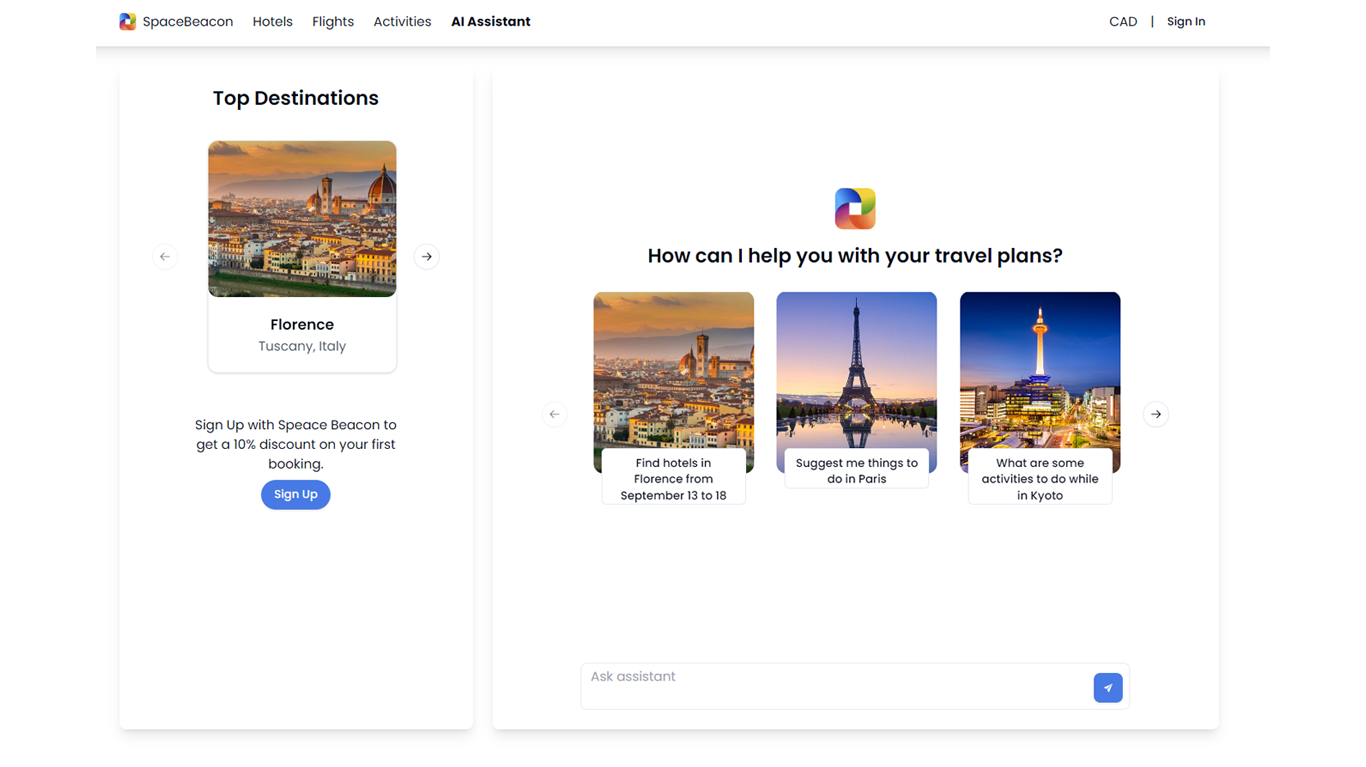 SpaceBeacon
Hotels
Flights
Activities
AI Assistant
CAD
|
Sign In
Top Destinations
Florence
Tuscany, Italy
Sign Up with Speace Beacon to
get a 10% discount on your first
booking.
Sign Up
How can I help you with your travel plans?
Find hotels in
Florence from
September 13 to 18
Suggest me things to
do in Paris
What are some
activities to do while
in Kyoto
Ask assistant